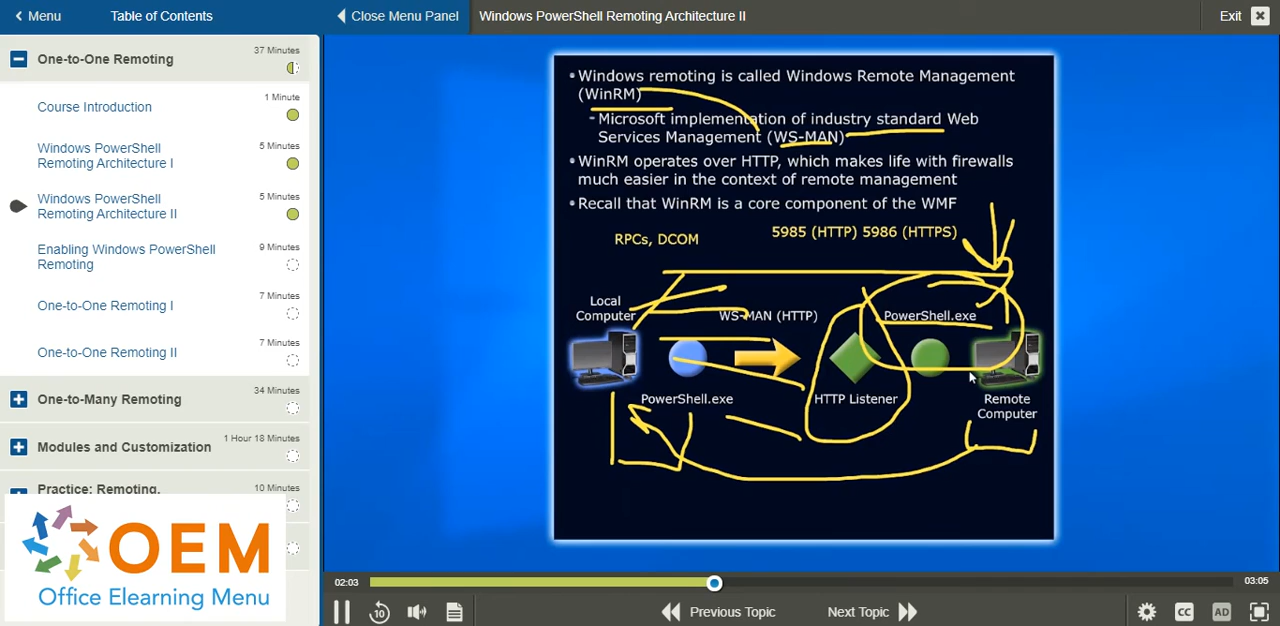 Menu
Table of Contents
Close Menu Panel
Windows PowerShell Remoting Architecture II
Exit
One-to-One Remoting
37 Minutes
Course Introduction
1 Minute
Windows PowerShell
Remoting Architecture I
5 Minutes
Windows PowerShell
Remoting Architecture II
5 Minutes
Enabling Windows PowerShell
Remoting
9 Minutes
One-to-One Remoting I
7 Minutes
One-to-One Remoting II
7 Minutes
One-to-Many Remoting
34 Minutes
Modules and Customization
1 Hour 18 Minutes
Practice: Remoting,
10 Minutes
OEM
Office Elearning Menu
• Windows remoting is called Windows Remote Management
(WinRM)
- Microsoft implementation of industry standard Web
Services Management (WS-MAN)
• WinRM operates over HTTP, which makes life with firewalls
much easier in the context of remote management
• Recall that WinRM is a core component of the WMF
RPCs, DCOM
5985 (HTTP) 5986 (HTTPS)
Local
Computer
WS-MAN (HTTP)
PowerShell.exe
PowerShell.exe
HTTP Listener
Remote
Computer
02:03
03:05
10
Previous Topic
Next Topic
CC
AD